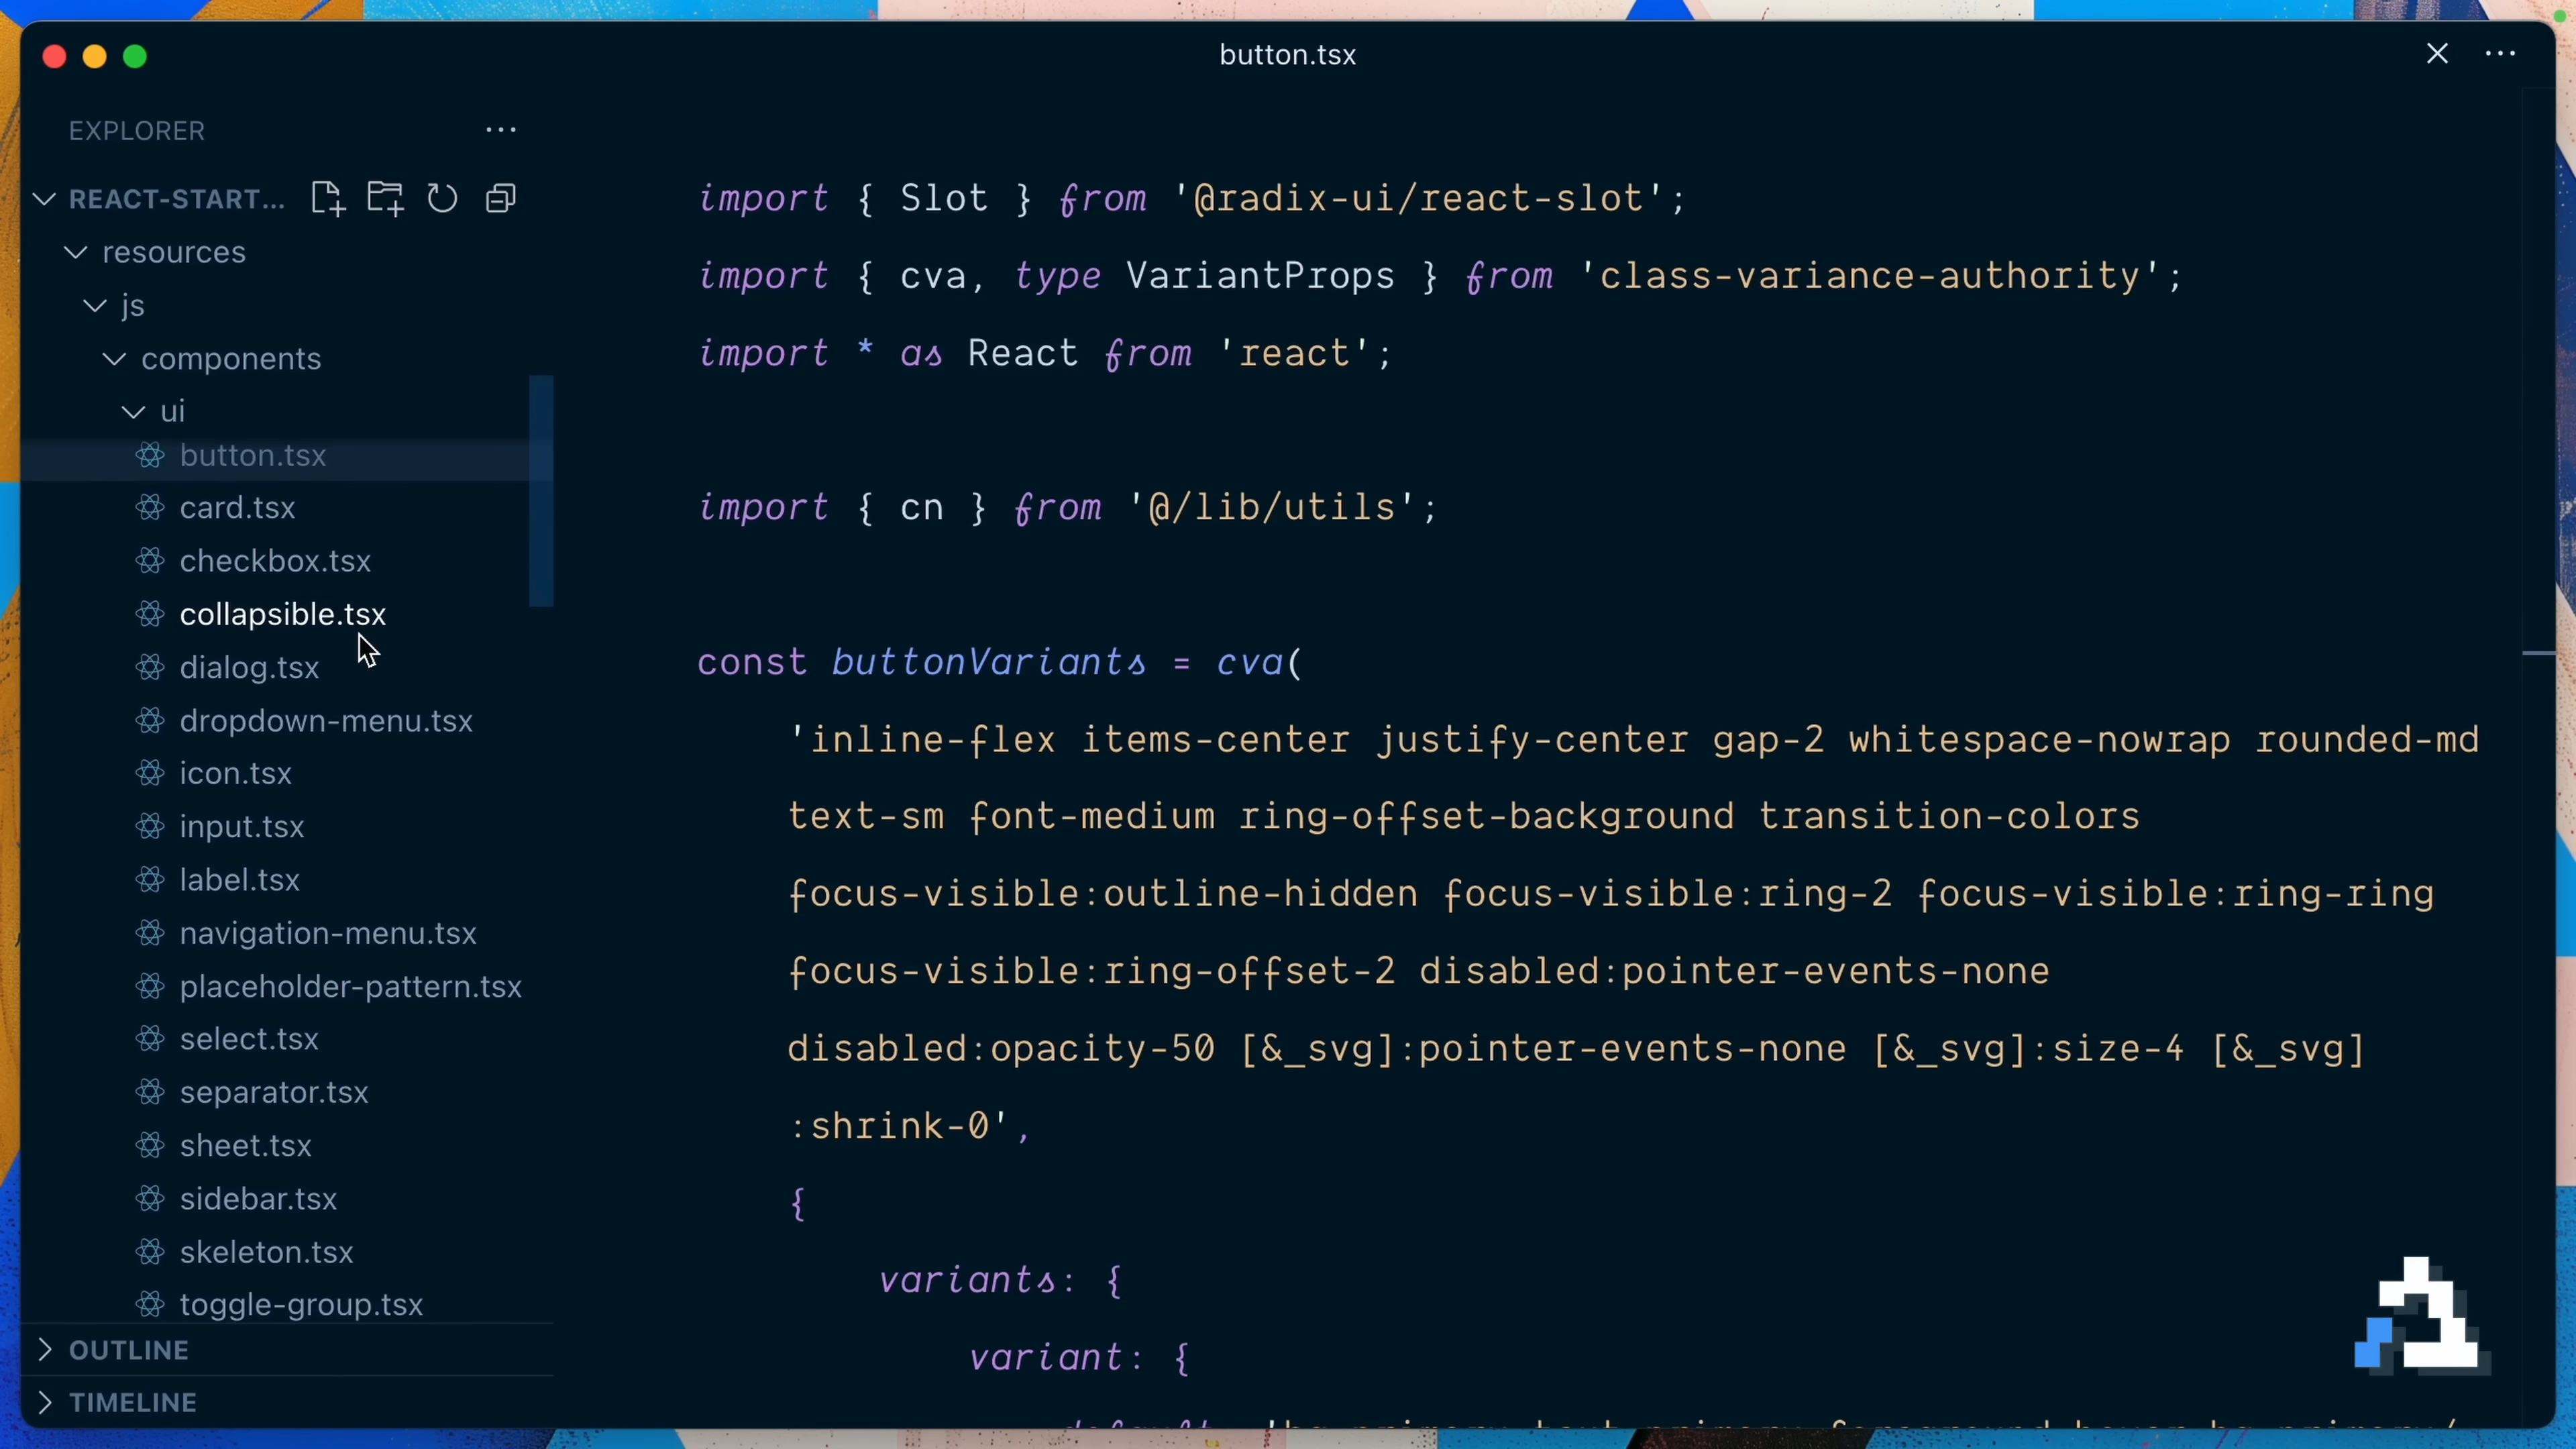 button.tsx
EXPLORER
REACT-START...
resources
js
components
ui
button.tsx
card.tsx
checkbox.tsx
collapsible.tsx
dialog.tsx
dropdown-menu.tsx
icon.tsx
input.tsx
label.tsx
navigation-menu.tsx
placeholder-pattern.tsx
select.tsx
separator.tsx
sheet.tsx
sidebar.tsx
skeleton.tsx
toggle-group.tsx
OUTLINE
TIMELINE
import { Slot } from '@radix-ui/react-slot';
import { cva, type VariantProps } from 'class-variance-authority';
import * as React from 'react';
import { cn } from '@/lib/utils';
const buttonVariants = cva(
'inline-flex items-center justify-center gap-2 whitespace-nowrap rounded-md
text-sm font-medium ring-offset-background transition-colors
focus-visible:outline-hidden focus-visible:ring-2 focus-visible:ring-ring
focus-visible:ring-offset-2 disabled:pointer-events-none
disabled:opacity-50 [&_svg]:pointer-events-none [&_svg]:size-4 [&_svg]
:shrink-0',
{
variants: {
variant: {